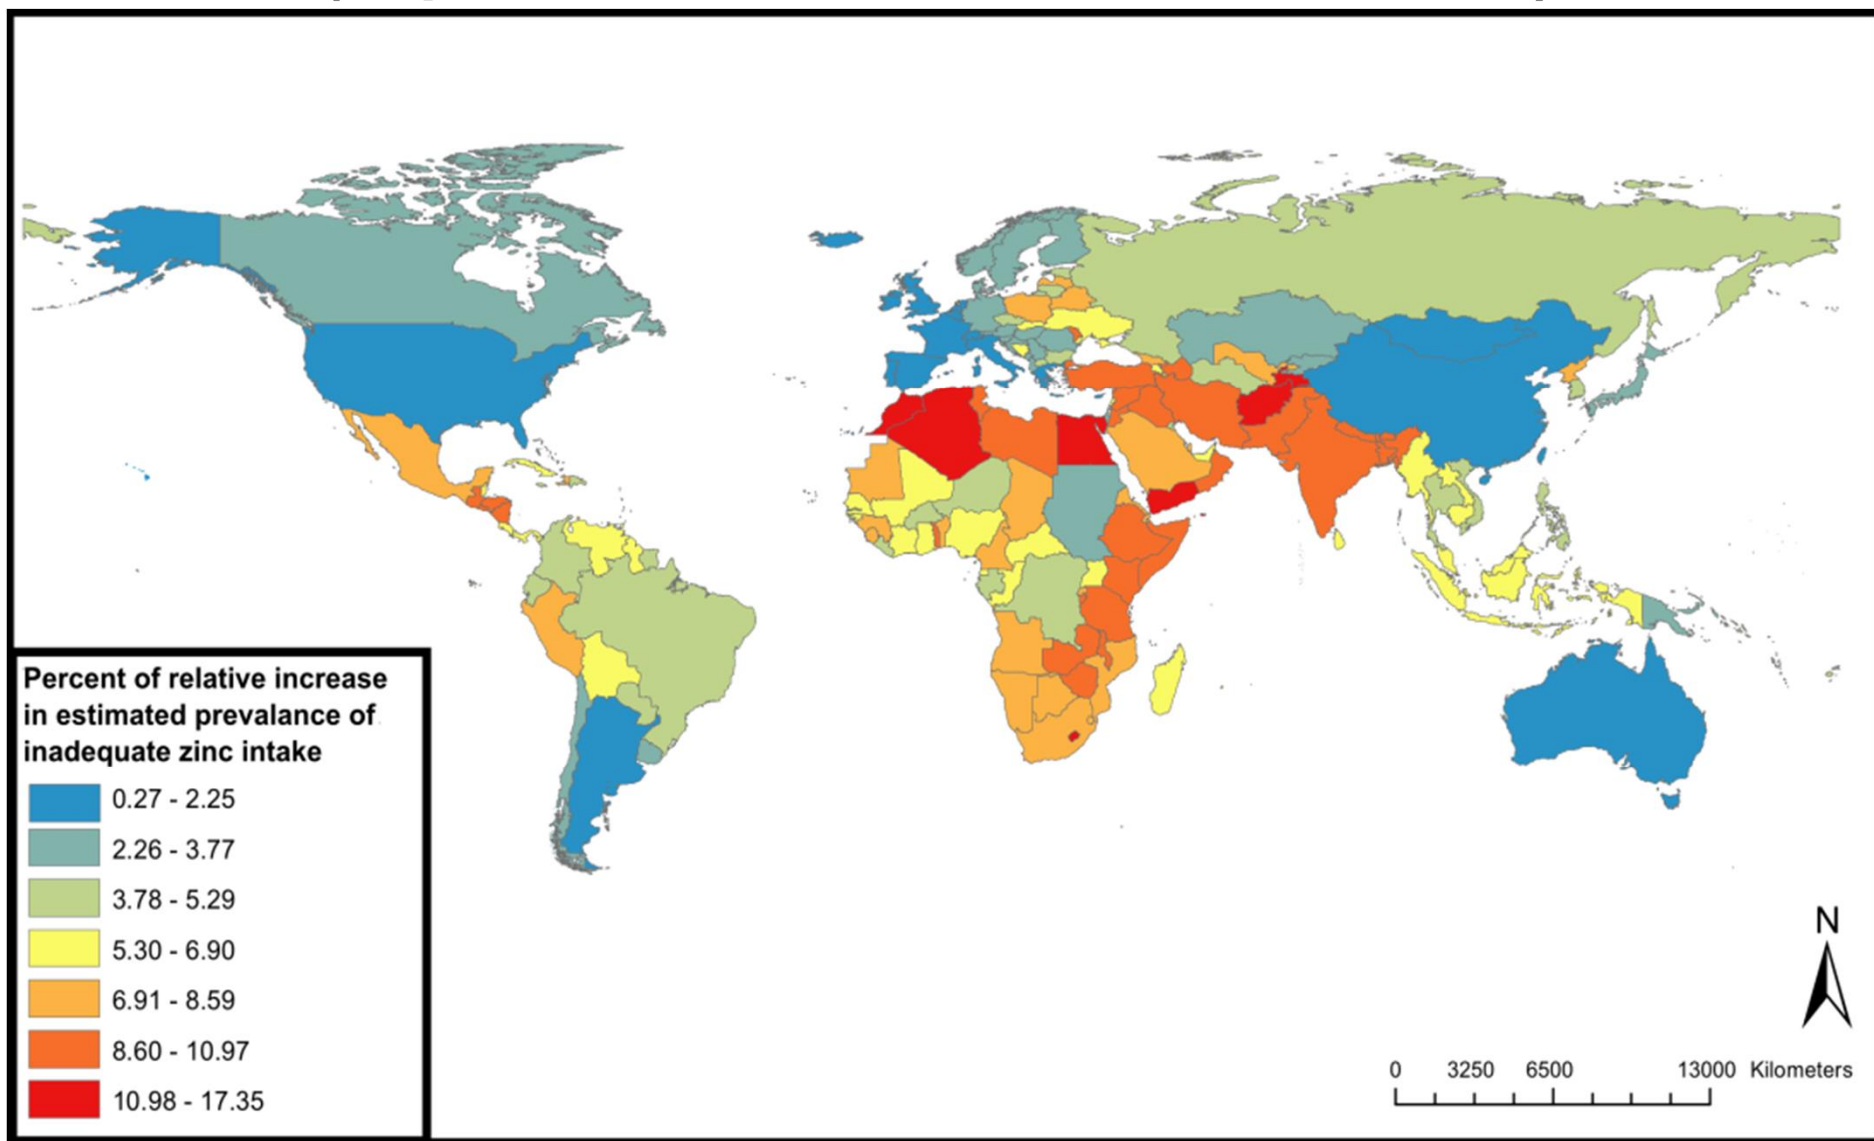 Percent of relative increase
in estimated prevalance of
inadequate zinc intake
0.27 - 2.25
2.26 - 3.77
3.78 - 5.29
5.30 - 6.90
6.91 - 8.59
8.60 - 10.97
10.98 - 17.35
N
0 3250 6500 13000 Kilometers